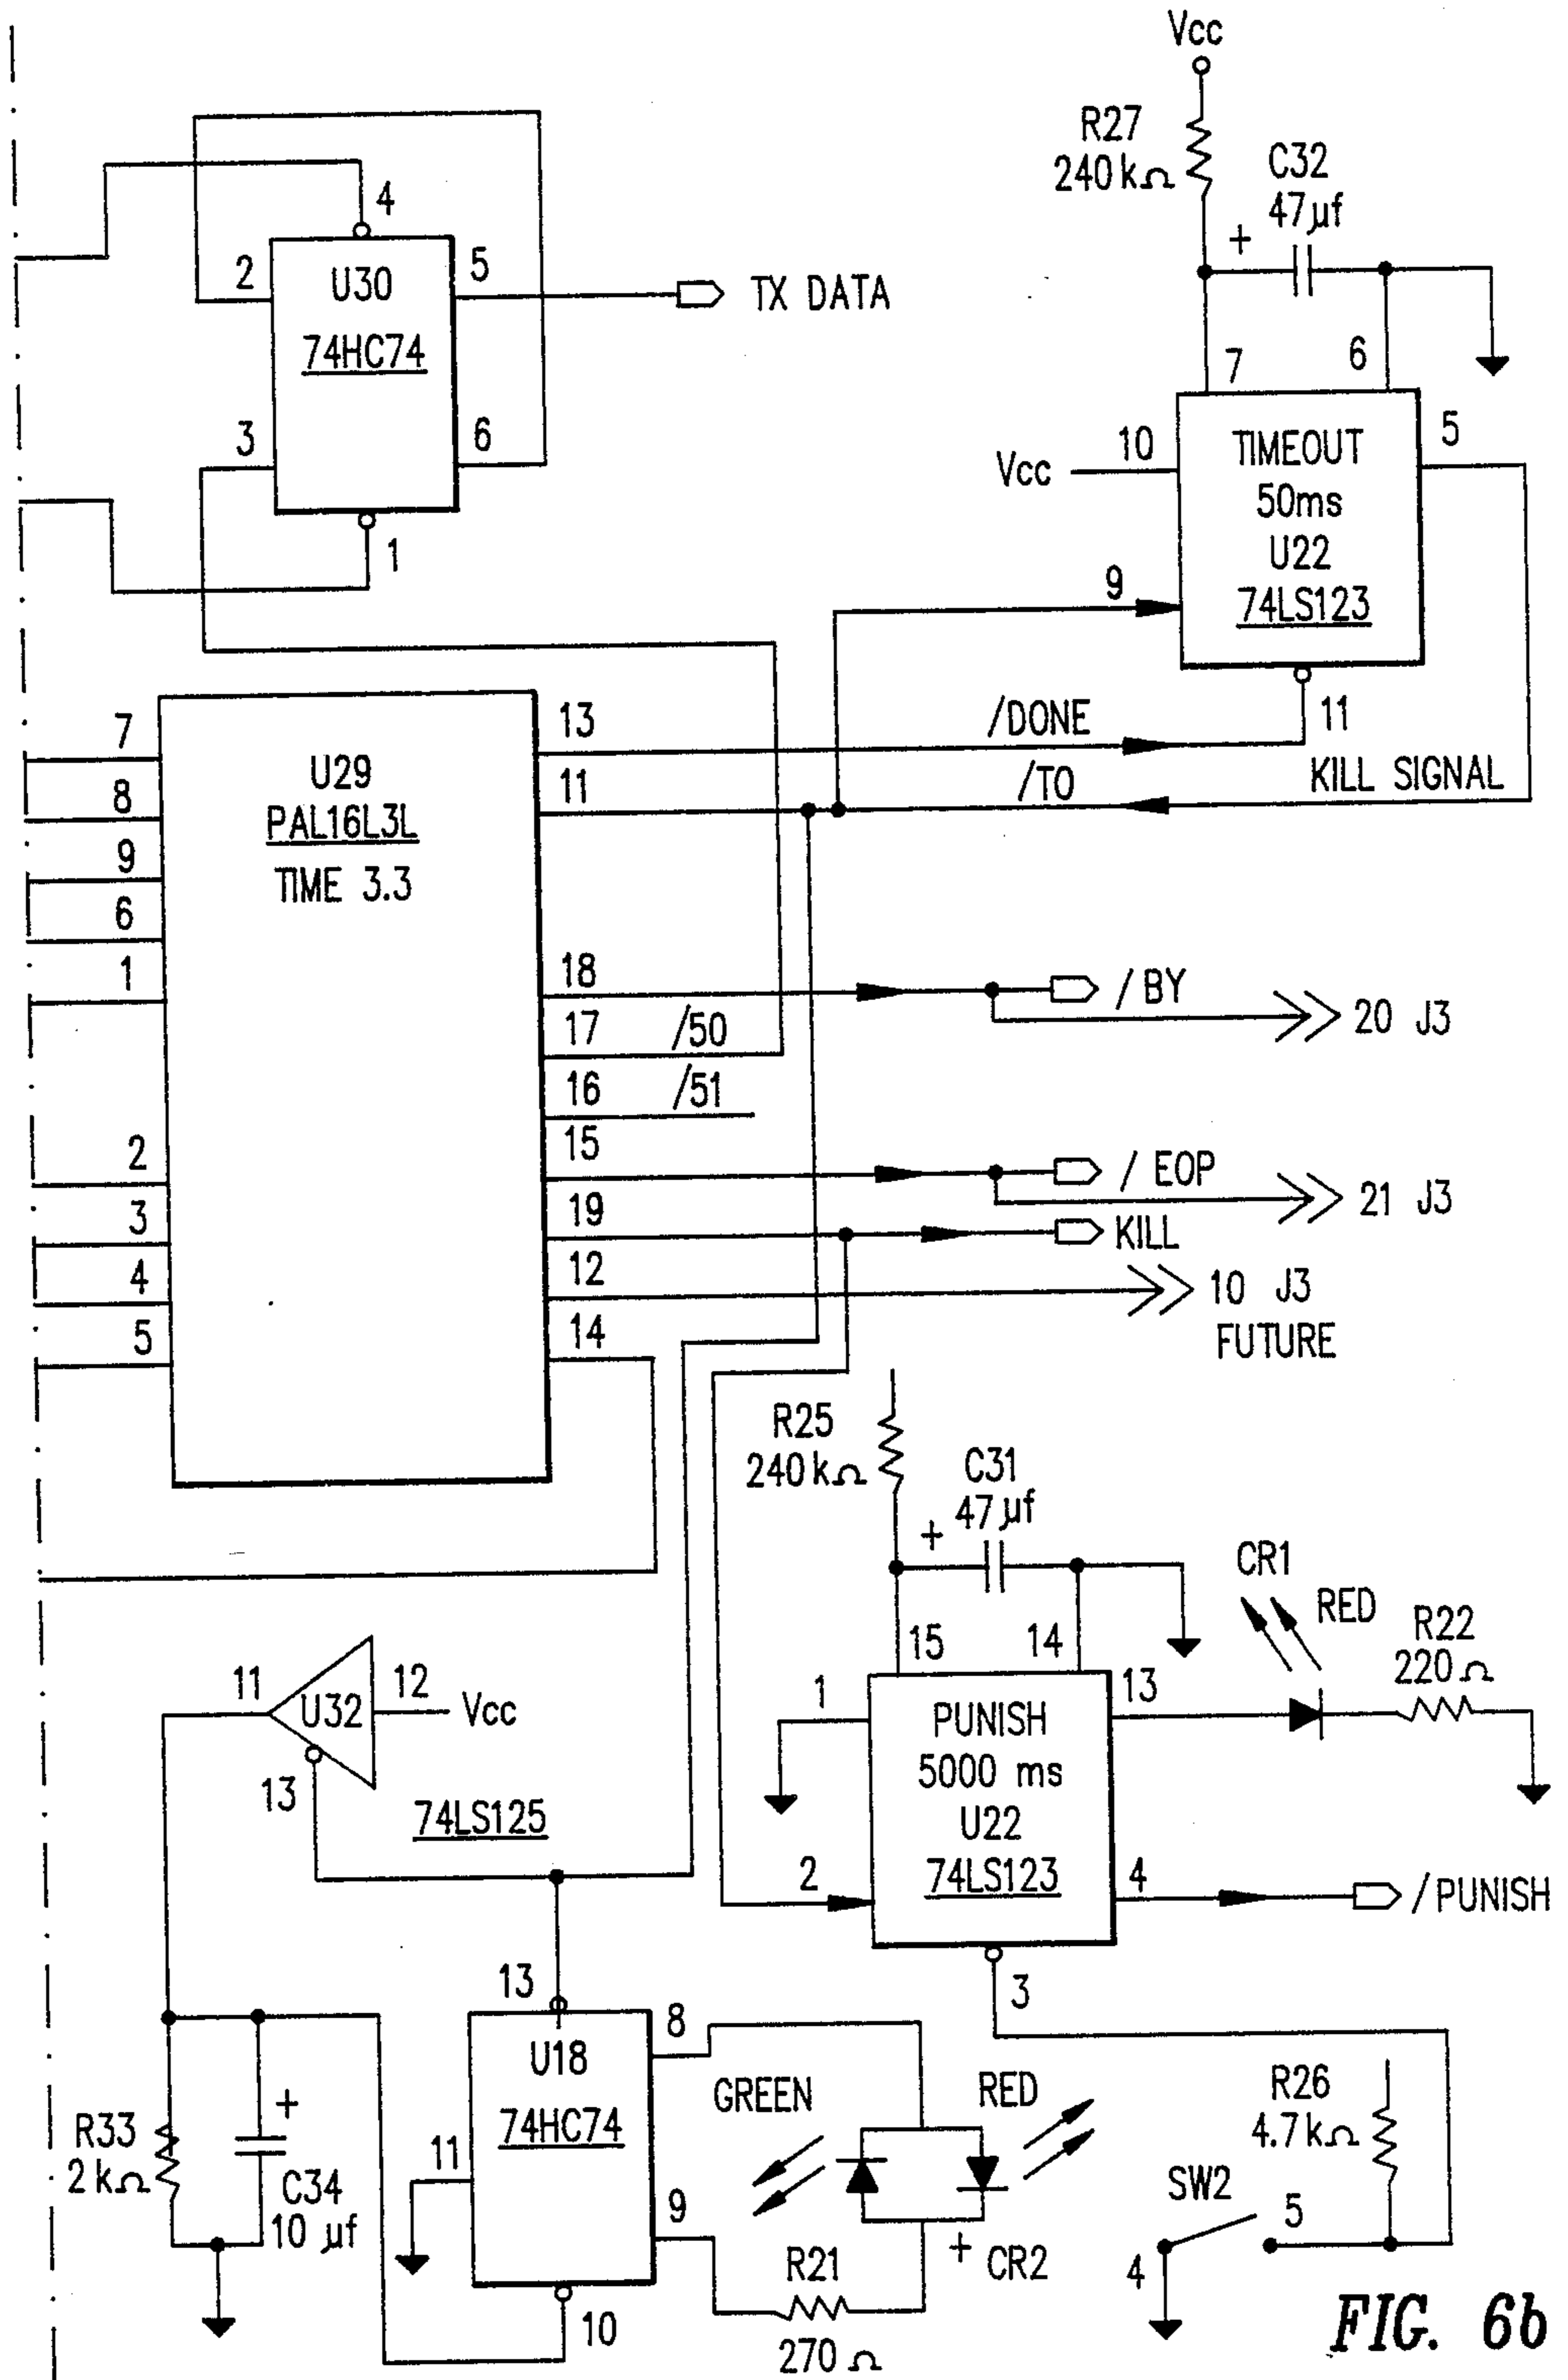 Vcc
R27
240 kΩ
C32
47 µf
+
4
2
U30
5
74HC74
TX DATA
3
6
1
7
6
10
Vcc
TIMEOUT
50ms
U22
74LS123
5
9
11
/DONE
/TO
KILL SIGNAL
7
8
9
6
1
2
3
4
5
U29
PAL16L3L
TIME 3.3
13
11
18
17
/50
16
/51
15
19
12
14
/ BY
20 J3
/ EOP
21 J3
KILL
10 J3
FUTURE
R25
240 kΩ
C31
47 µf
+
CR1
RED
R22
220 Ω
15
14
1
13
PUNISH
5000 ms
U22
74LS123
2
4
/PUNISH
3
11
U32
12
Vcc
13
74LS125
13
8
U18
74HC74
11
9
10
GREEN
RED
+ CR2
R21
270 Ω
R33
2 kΩ
+
C34
10 µf
R26
4.7 kΩ
SW2
5
4
FIG. 6b